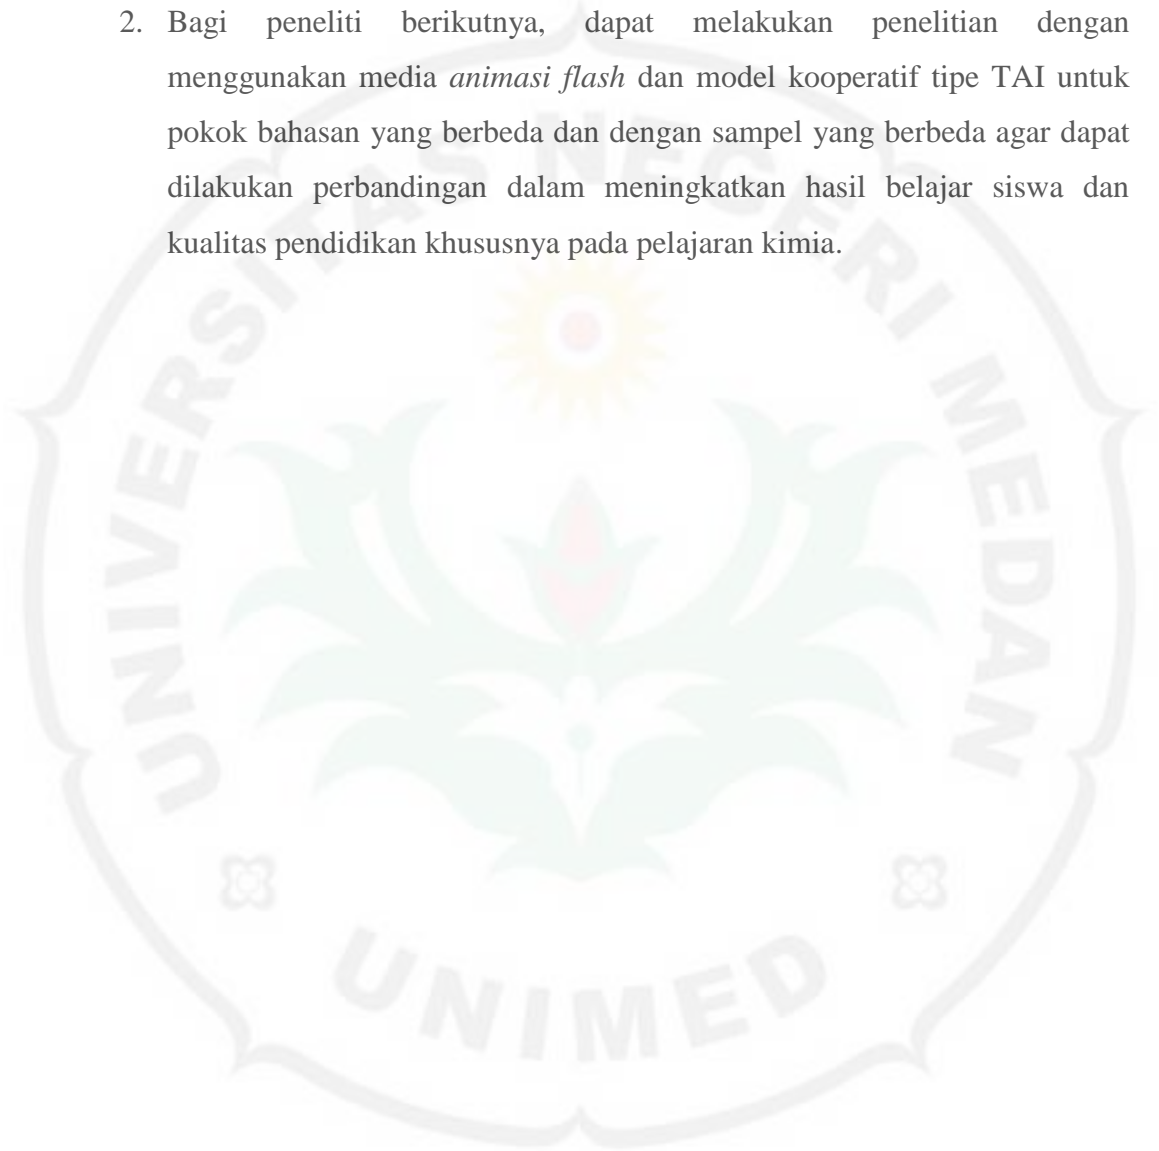 2. Bagi peneliti berikutnya, dapat melakukan penelitian dengan
menggunakan media animasi flash dan model kooperatif tipe TAI untuk
pokok bahasan yang berbeda dan dengan sampel yang berbeda agar dapat
dilakukan perbandingan dalam meningkatkan hasil belajar siswa dan
kualitas pendidikan khususnya pada pelajaran kimia.
UNIVERSITAS NEGERI MEDAN
UNIMED